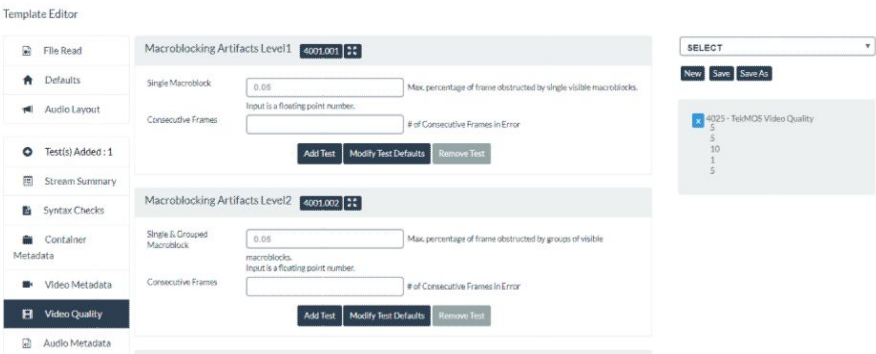 Template Editor
File Read
Defaults
Audio Layout
Test(s) Added : 1
Stream Summary
Syntax Checks
Container
Metadata
Video Metadata
Video Quality
Audio Metadata
Macroblocking Artifacts Level1 4001.001
Single Macroblock 0.05 Max. percentage of frame obstructed by single visible macroblocks.
Input is a floating point number.
Consecutive Frames # of Consecutive Frames in Error
Add Test Modify Test Defaults Remove Test
Macroblocking Artifacts Level2 4001.002
Single & Grouped
Macroblock
0.05 Max. percentage of frame obstructed by groups of visible
macroblocks.
Input is a floating point number.
Consecutive Frames # of Consecutive Frames in Error
Add Test Modify Test Defaults Remove Test
SELECT
New Save Save As
x 4025 - TekMOS Video Quality
5
5
10
1
5